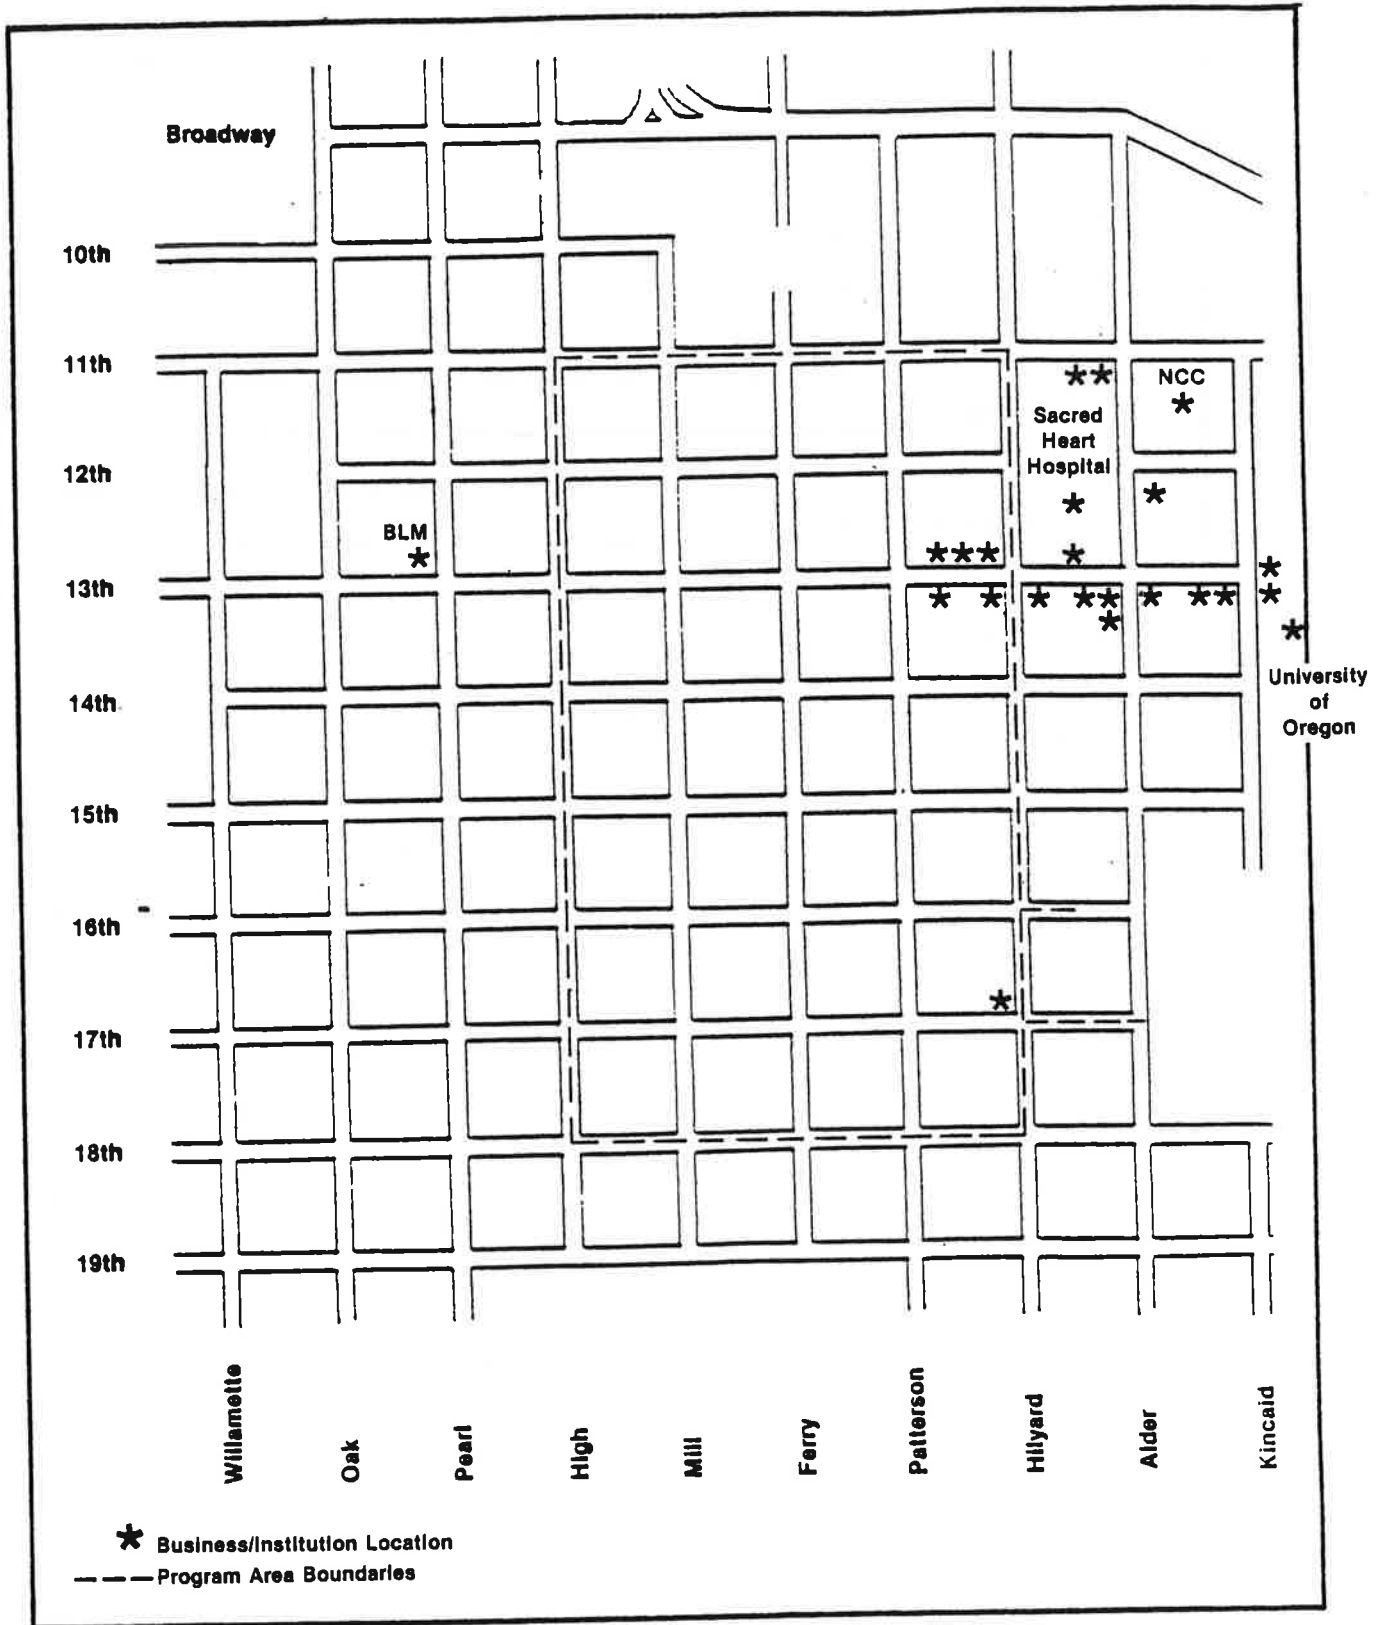 Broadway
10th
11th
NCC
Sacred
Heart
Hospital
12th
BLM
13th
University
of
Oregon
14th
15th
16th
17th
18th
19th
Willamette
Oak
Pearl
High
Mill
Ferry
Patterson
Hilyard
Alder
Kincaid
Business/Institution Location
Program Area Boundaries